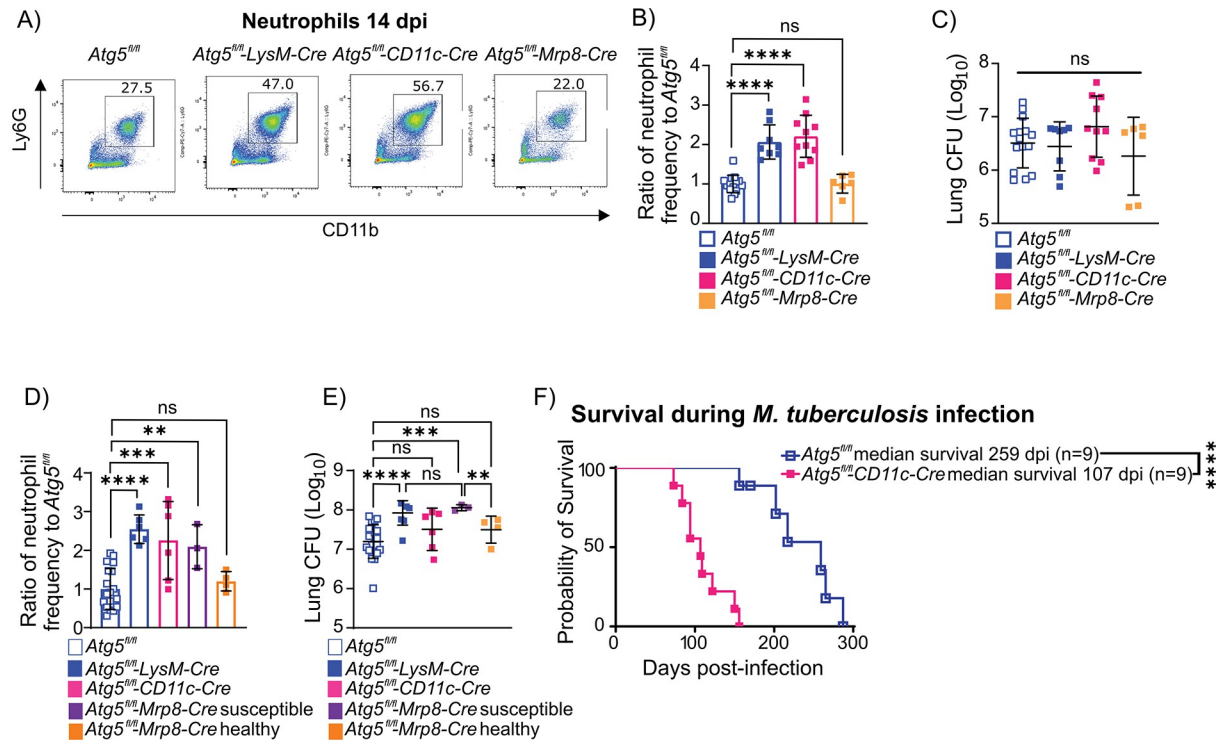 A)
Neutrophils 14 dpi
Atg5fl/fl
Atg5fl/fl-LysM-Cre
Atg5fl/fl-CD11c-Cre
Atg5fl/fl-Mrp8-Cre
27.5
47.0
56.7
22.0
Ly6G
CD11b
B)
ns
****
****
Ratio of neutrophil
frequency to Atg5fl/fl
4
3
2
1
0
Atg5fl/fl
Atg5fl/fl-LysM-Cre
Atg5fl/fl-CD11c-Cre
Atg5fl/fl-Mrp8-Cre
C)
ns
Lung CFU (Log10)
8
7
6
5
Atg5fl/fl
Atg5fl/fl-LysM-Cre
Atg5fl/fl-CD11c-Cre
Atg5fl/fl-Mrp8-Cre
D)
ns
**
***
****
Ratio of neutrophil
frequency to Atg5fl/fl
4
3
2
1
0
Atg5fl/fl
Atg5fl/fl-LysM-Cre
Atg5fl/fl-CD11c-Cre
Atg5fl/fl-Mrp8-Cre susceptible
Atg5fl/fl-Mrp8-Cre healthy
E)
ns
***
ns
****
ns
**
Lung CFU (Log10)
9
8
7
6
5
Atg5fl/fl
Atg5fl/fl-LysM-Cre
Atg5fl/fl-CD11c-Cre
Atg5fl/fl-Mrp8-Cre susceptible
Atg5fl/fl-Mrp8-Cre healthy
F)
Survival during M. tuberculosis infection
Atg5fl/fl median survival 259 dpi (n=9)
Atg5fl/fl-CD11c-Cre median survival 107 dpi (n=9)
****
Probability of Survival
100
50
0
0
100
200
300
Days post-infection